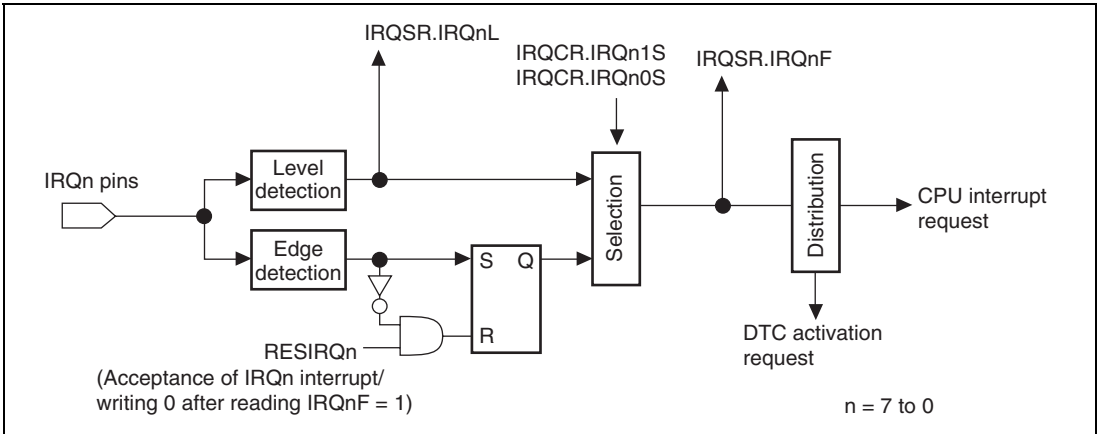 IRQSR.IRQnL
IRQCR.IRQn1S
IRQCR.IRQn0S
IRQSR.IRQnF
IRQn pins
Level
detection
Edge
detection
S Q
R
Selection
Distribution
CPU interrupt
request
DTC activation
request
RESIRQn
(Acceptance of IRQn interrupt/
writing 0 after reading IRQnF = 1)
n = 7 to 0